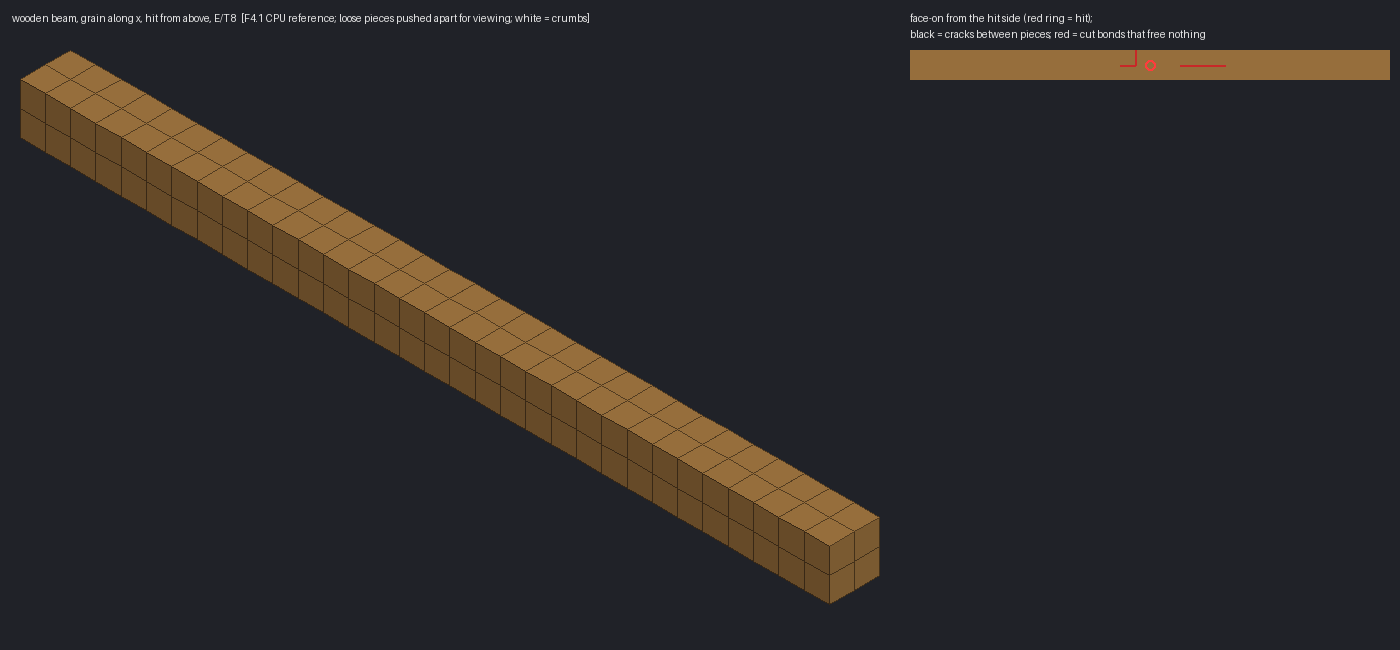 wooden beam, grain along x, hit from above, E/T8 [F4.1 CPU reference; loose pieces pushed apart for viewing; white = crumbs]
face-on from the hit side (red ring = hit);
black = cracks between pieces; red = cut bonds that free nothing